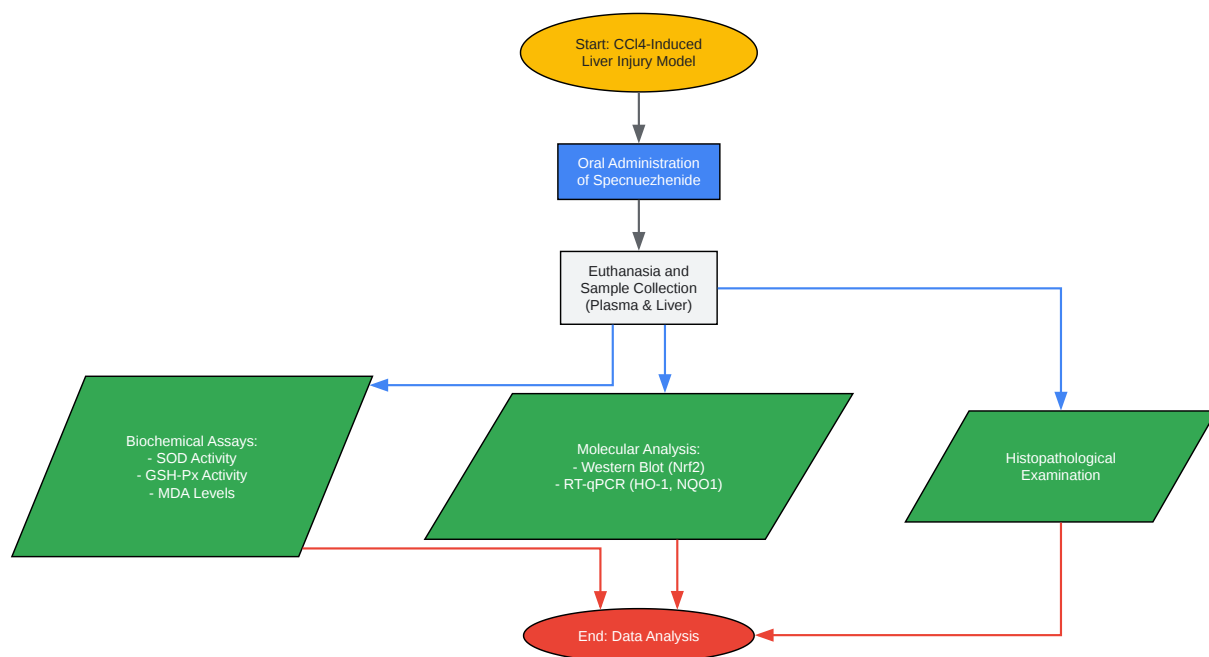 Start: CCl4-Induced
Liver Injury Model
Oral Administration
of Specnuezhenide
Euthanasia and
Sample Collection
(Plasma & Liver)
Biochemical Assays:
- SOD Activity
- GSH-Px Activity
- MDA Levels
Molecular Analysis:
- Western Blot (Nrf2)
- RT-qPCR (HO-1, NQO1)
Histopathological
Examination
End: Data Analysis